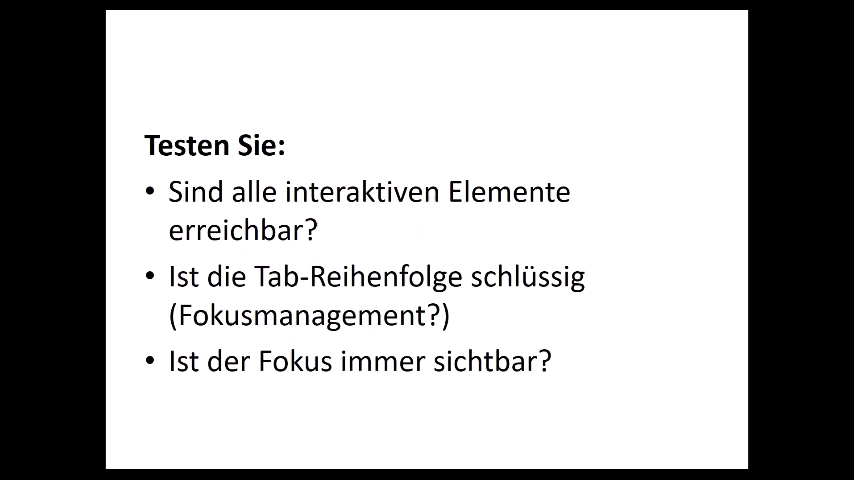 Testen Sie:
• Sind alle interaktiven Elemente
erreichbar?
• Ist die Tab-Reihenfolge schlüssig
(Fokusmanagement?)
• Ist der Fokus immer sichtbar?